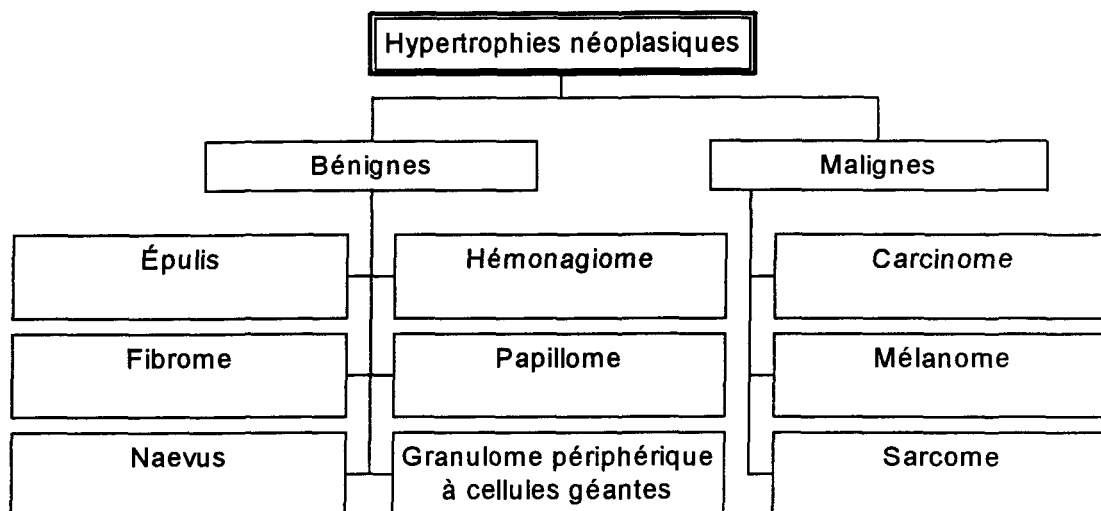 Hypertrophies néoplasiques
Bénignes
Malignes
Épulis
Hémonagiome
Carcinome
Fibrome
Papillome
Mélanome
Naevus
Granulome périphérique
à cellules géantes
Sarcome